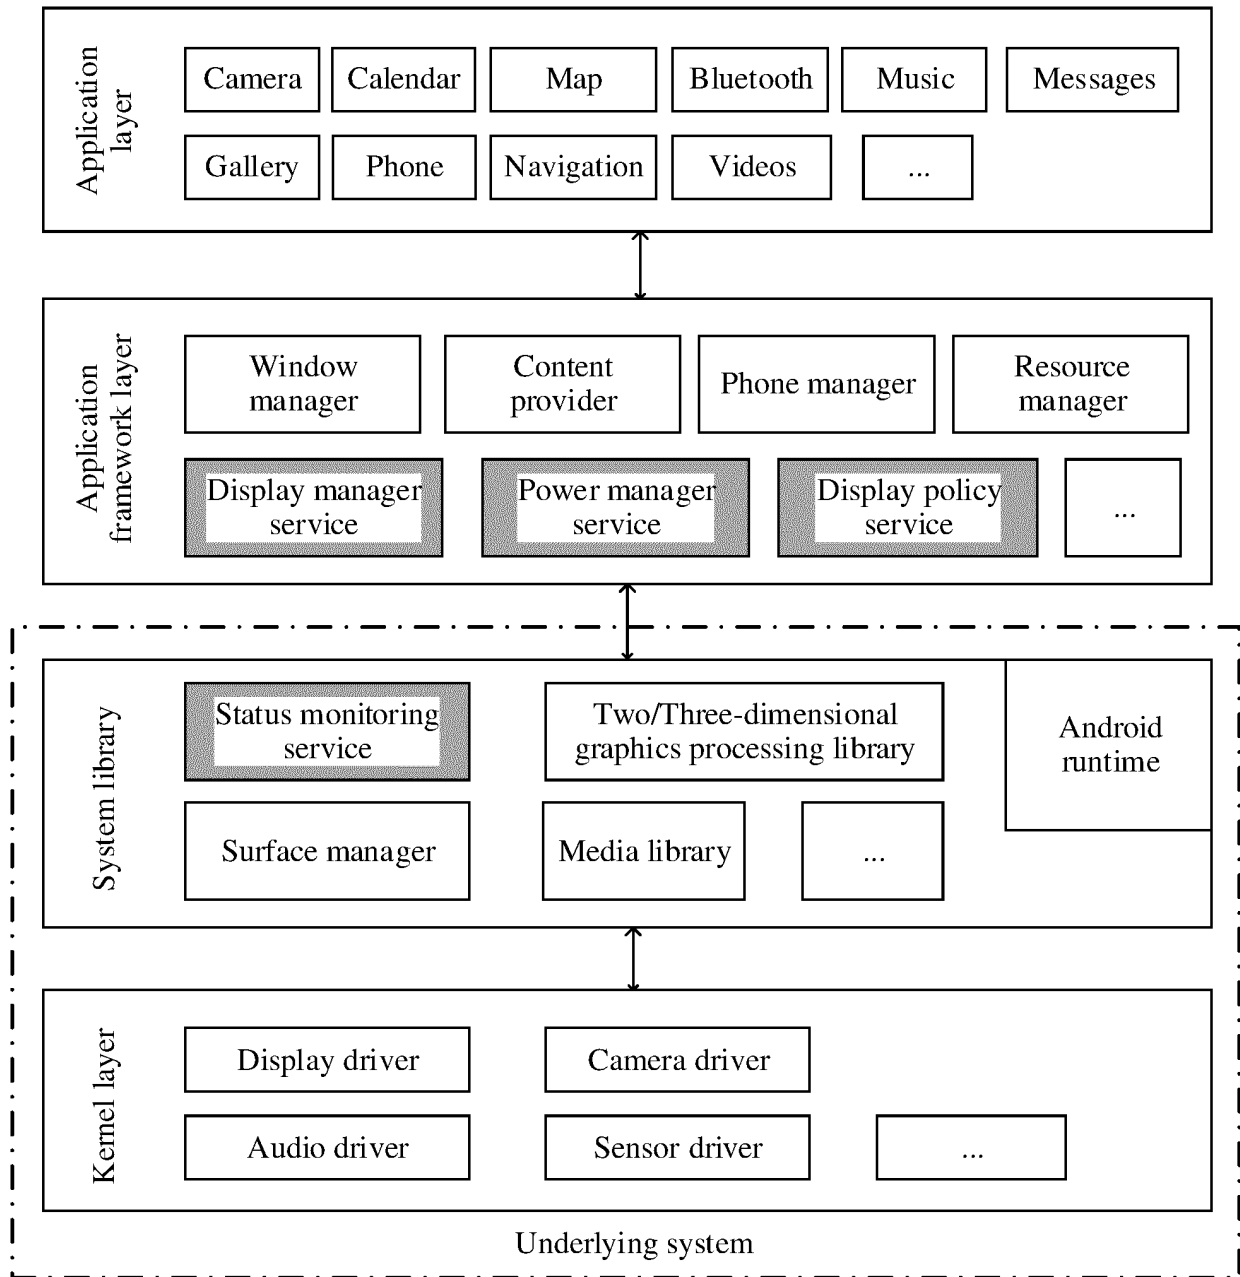 Application
layer
Camera
Calendar
Map
Bluetooth
Music
Messages
Gallery
Phone
Navigation
Videos
...
Application
framework layer
Window
manager
Content
provider
Phone manager
Resource
manager
Display manager
service
Power manager
service
Display policy
service
...
System library
Status monitoring
service
Two/Three-dimensional
graphics processing library
Android
runtime
Surface manager
Media library
...
Kernel layer
Display driver
Camera driver
Audio driver
Sensor driver
...
Underlying system